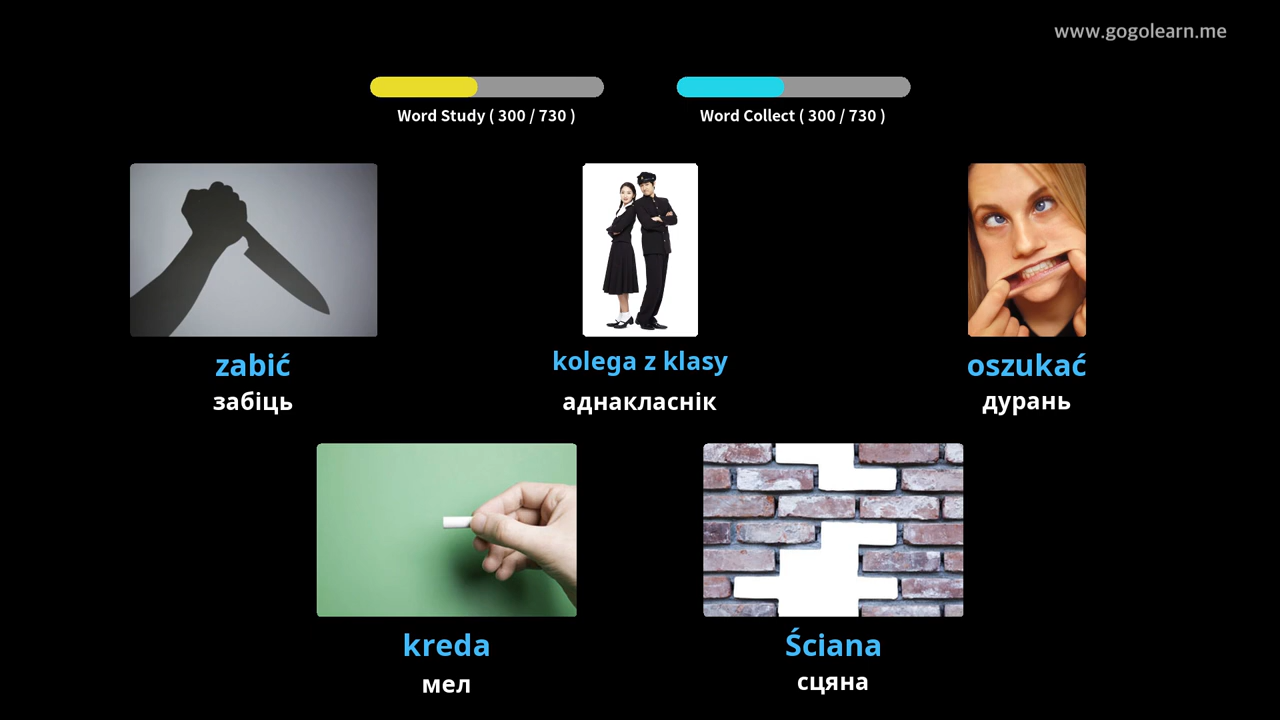 www.gogolearn.me
Word Study ( 300 / 730 )
Word Collect ( 300 / 730 )
zabić
забіць
kolega z klasy
аднакласнік
oszukać
дурань
kreda
мел
Ściana
сцяна